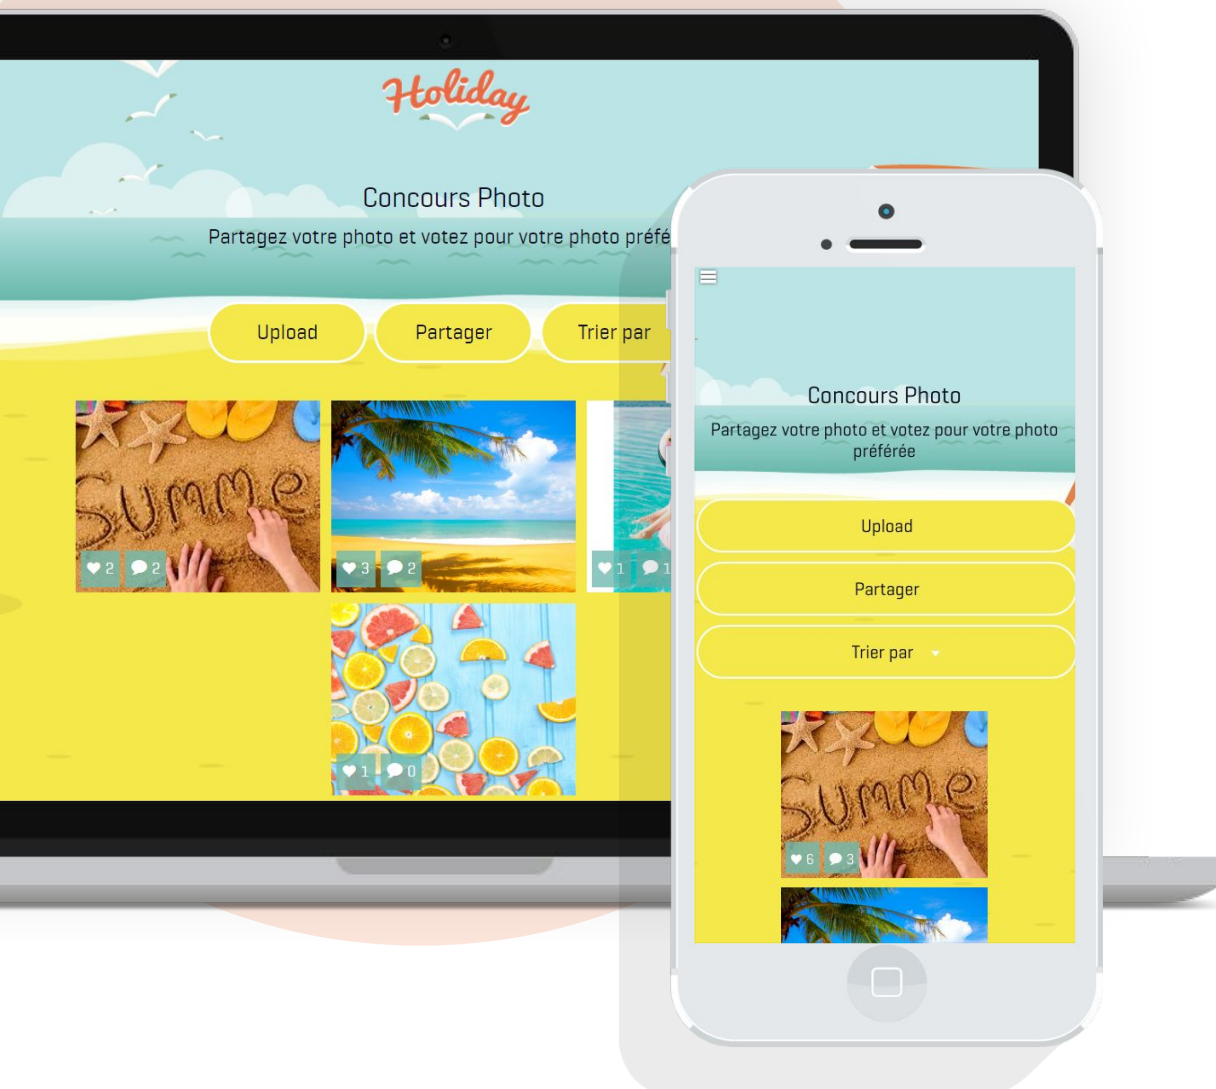 Holiday
Concours Photo
Partagez votre photo et votez pour votre photo préfé
Upload
Partager
Trier par
SUMME
2
2
3
2
1
1
1
0
Concours Photo
Partagez votre photo et votez pour votre photo
préférée
Upload
Partager
Trier par
SUMME
6
3